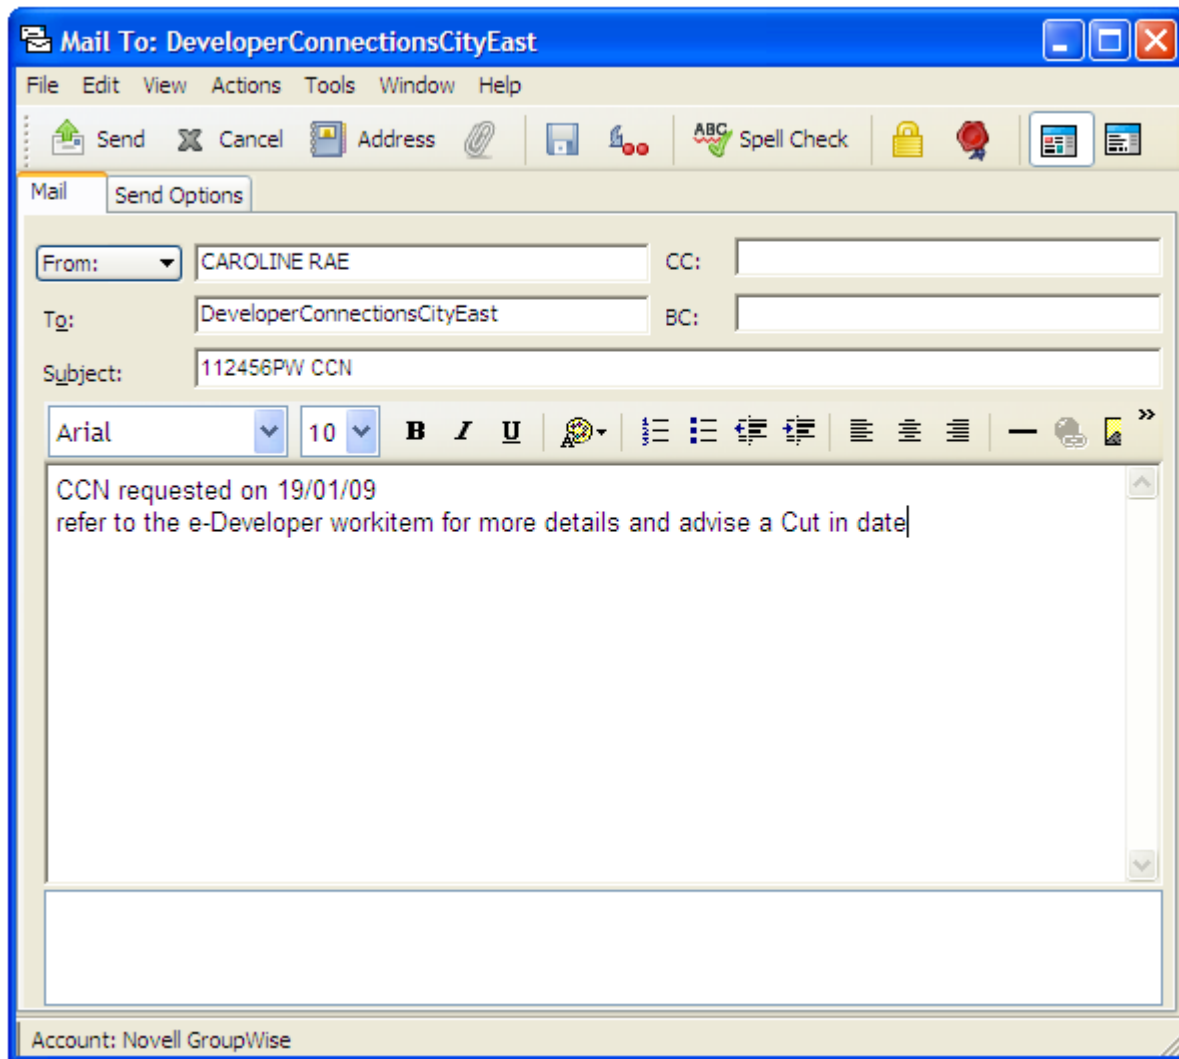 Mail To: DeveloperConnectionsCityEast
File Edit View Actions Tools Window Help
Send Cancel Address ABC Spell Check
Mail Send Options
From: CAROLINE RAE CC:
To: DeveloperConnectionsCityEast BC:
Subject: 112456PW CCN
Arial 10 B I U »
CCN requested on 19/01/09
refer to the e-Developer workitem for more details and advise a Cut in date
Account: Novell GroupWise